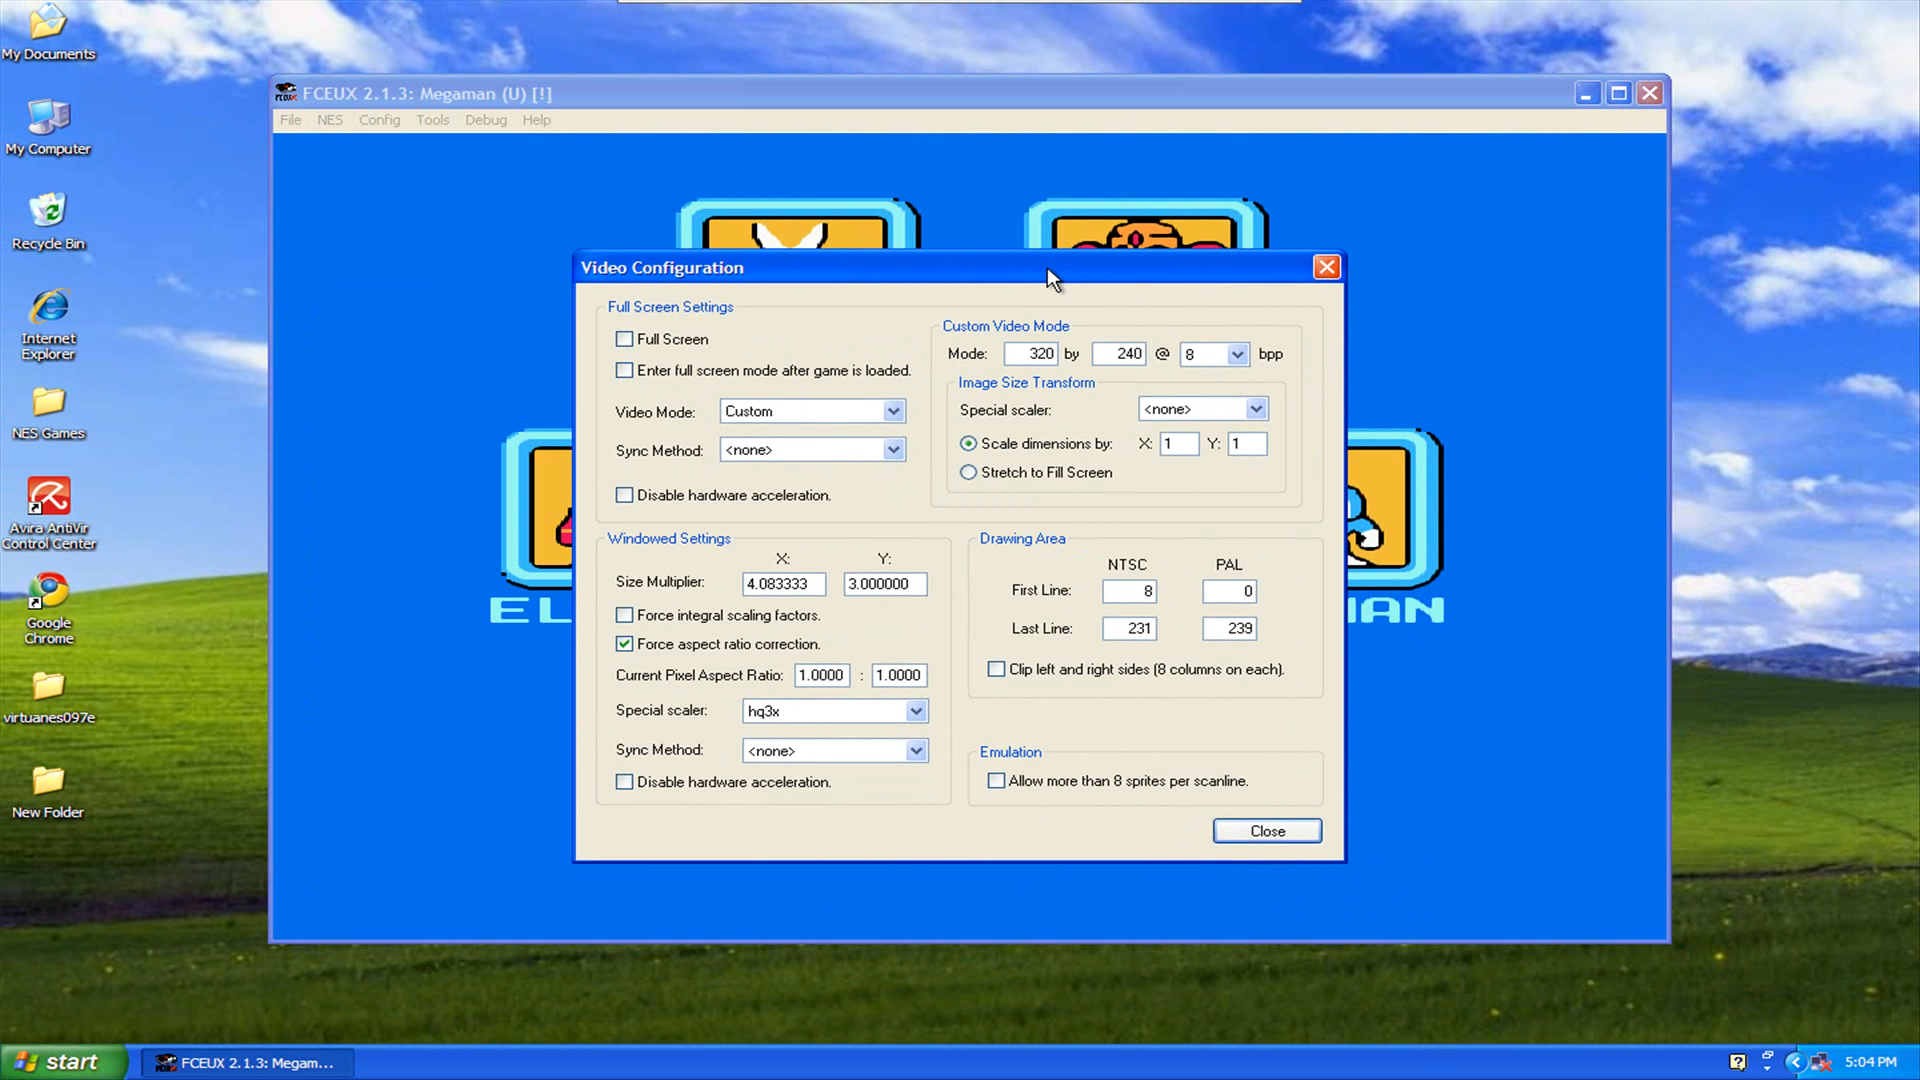 My Documents
My Computer
Recycle Bin
Internet
Explorer
NES Games
Avira AntiVir
Control Center
Google
Chrome
virtuanes097e
New Folder
FCEUX 2.1.3: Megaman (U) [!]
File NES Config Tools Debug Help
Video Configuration
Full Screen Settings
Full Screen
Enter full screen mode after game is loaded.
Video Mode: Custom
Sync Method: <none>
Disable hardware acceleration.
Custom Video Mode
Mode: 320 by 240 @ 8 bpp
Image Size Transform
Special scaler: <none>
Scale dimensions by: X: 1 Y: 1
Stretch to Fill Screen
Windowed Settings
X: Y:
Size Multiplier: 4.083333 3.000000
Force integral scaling factors.
Force aspect ratio correction.
Current Pixel Aspect Ratio: 1.0000 : 1.0000
Special scaler: hq3x
Sync Method: <none>
Disable hardware acceleration.
Drawing Area
NTSC PAL
First Line: 8 0
Last Line: 231 239
Clip left and right sides (8 columns on each).
Emulation
Allow more than 8 sprites per scanline.
Close
EL
MAN
start
FCEUX 2.1.3: Megam...
5:04 PM